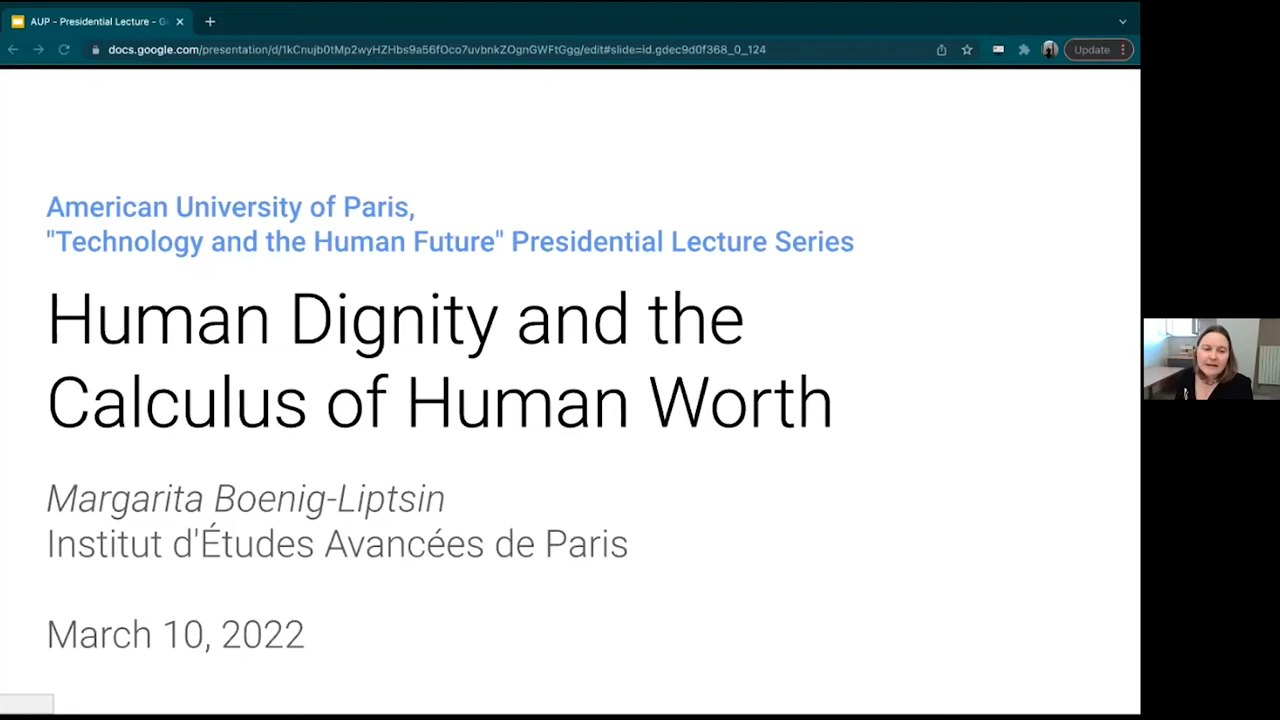 AUP - Presidential Lecture - G
docs.google.com/presentation/d/1kCnujb0tMp2wyHZHbs9a56fOco7uvbnkZOgnGWFtGgg/edit#slide=id.gdec9d0f368_0_124
Update
American University of Paris,
"Technology and the Human Future" Presidential Lecture Series
Human Dignity and the
Calculus of Human Worth
Margarita Boenig-Liptsin
Institut d'Études Avancées de Paris
March 10, 2022